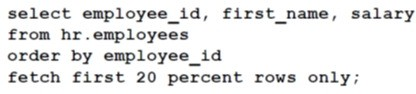 select employee_id, first_name, salary
from hr.employees
order by employee_id
fetch first 20 percent rows only;